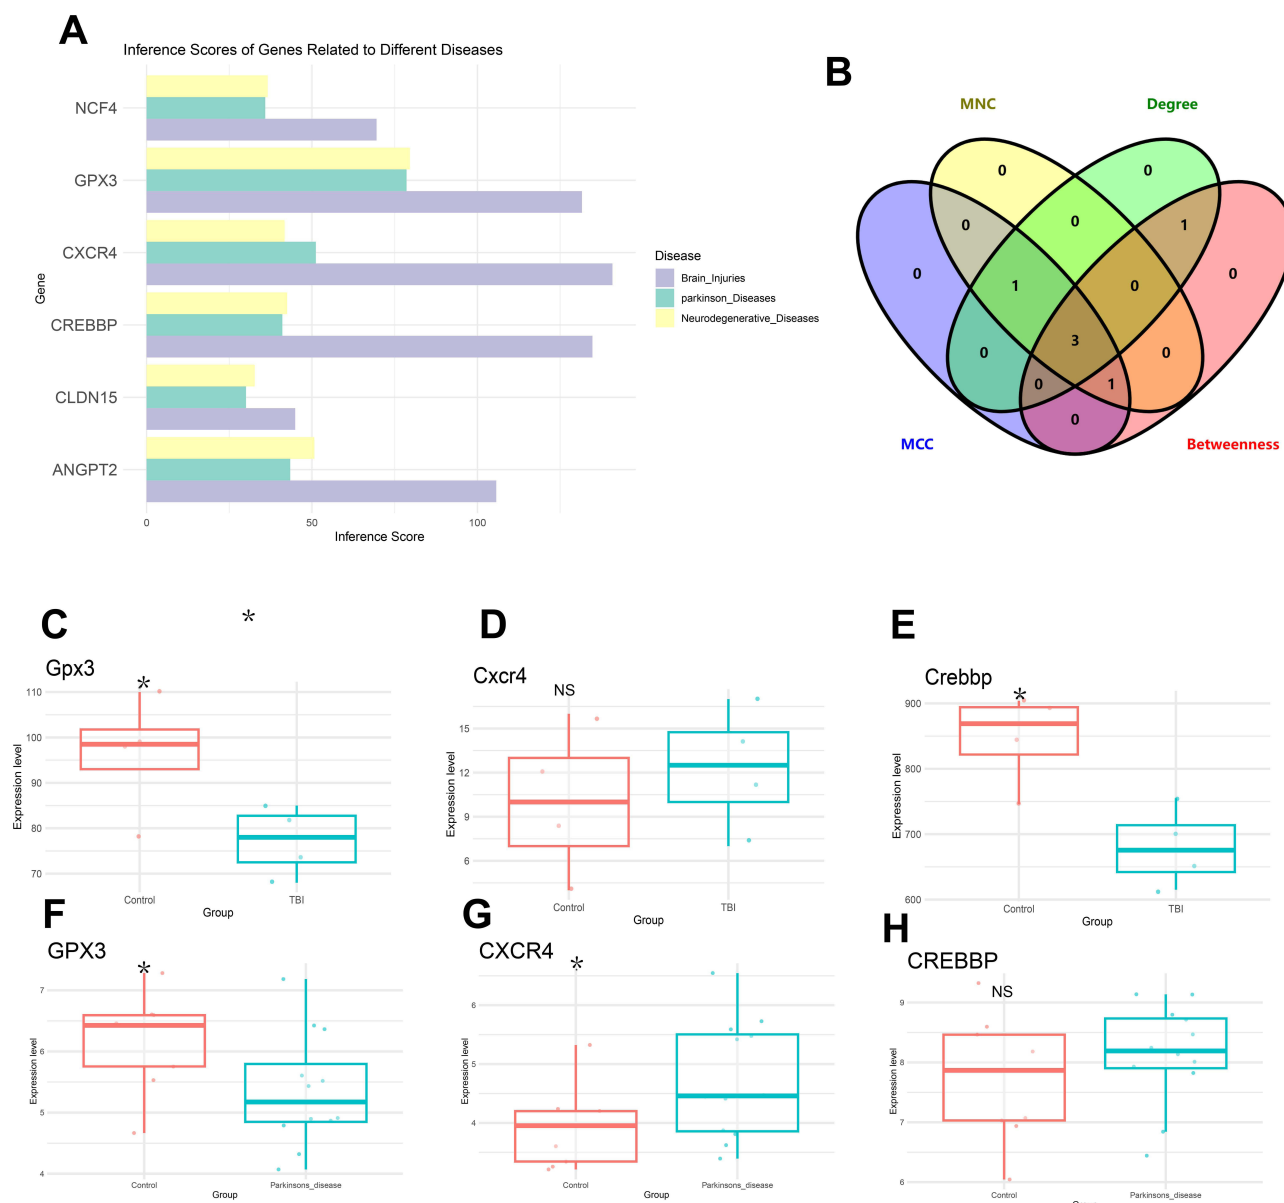 A
Inference Scores of Genes Related to Different Diseases
NCF4
GPX3
CXCR4
CREBBP
CLDN15
ANGPT2
Gene
0
50
100
Inference Score
Disease
Brain_Injuries
parkinson_Diseases
Neurodegenerative_Diseases
B
MNC
Degree
0
0
0
0
1
0
1
0
0
0
3
0
0
1
0
MCC
Betweenness
C
*
Gpx3
*
110
100
90
80
70
Expression level
Control
TBI
Group
D
Cxcr4
NS
15
12
9
6
Expression level
Control
TBI
Group
E
Crebbp
*
900
800
700
600
Expression level
Control
TBI
Group
F
GPX3
*
7
6
5
4
Expression level
Control
Parkinsons_disease
Group
G
CXCR4
*
6
5
4
Expression level
Control
Parkinsons_disease
Group
H
CREBBP
NS
9
8
7
6
Expression level
Control
Parkinsons_disease
Group